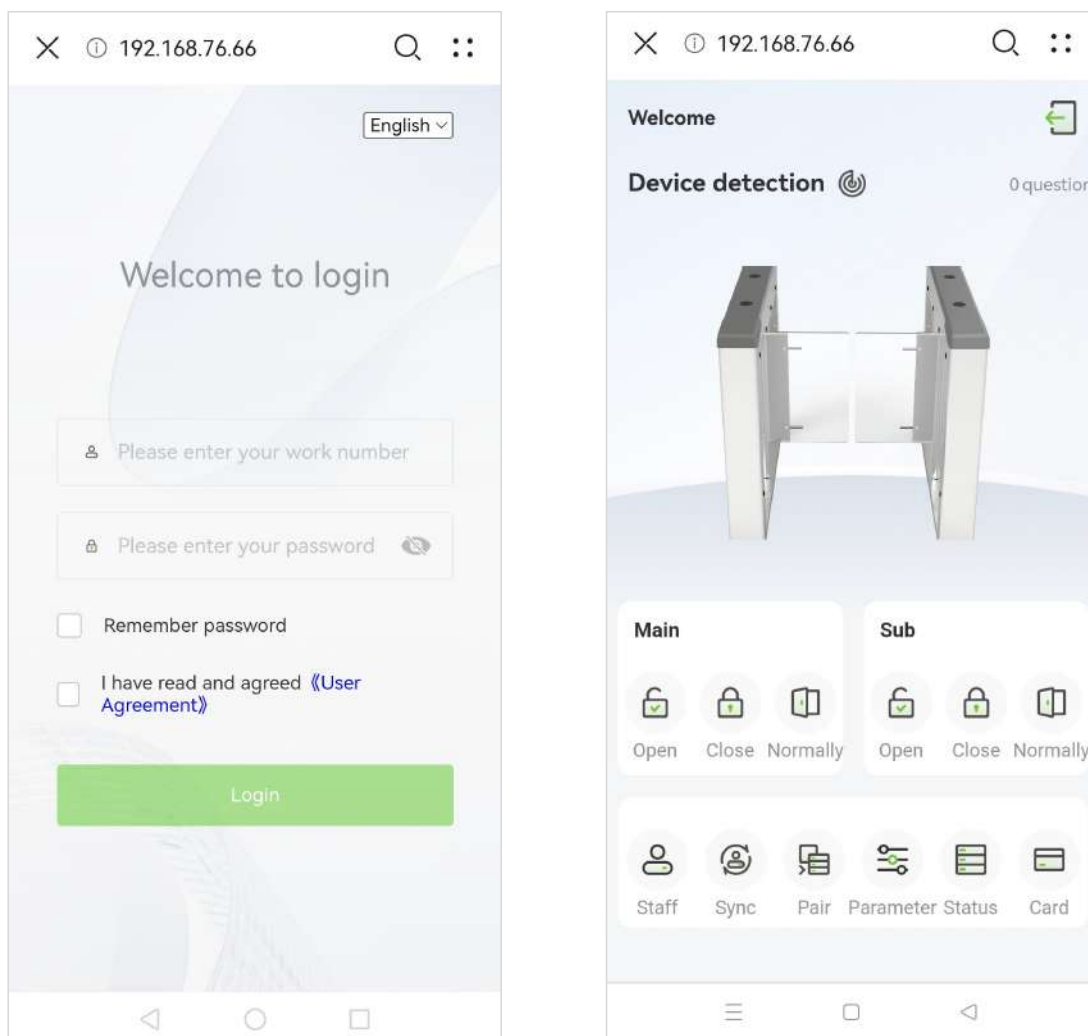 192.168.76.66
English
Welcome to login
Please enter your work number
Please enter your password
Remember password
I have read and agreed 《User
Agreement》
Login
192.168.76.66
Welcome
Device detection
0 question
Main
Open Close Normally
Sub
Open Close Normally
Staff Sync Pair Parameter Status Card